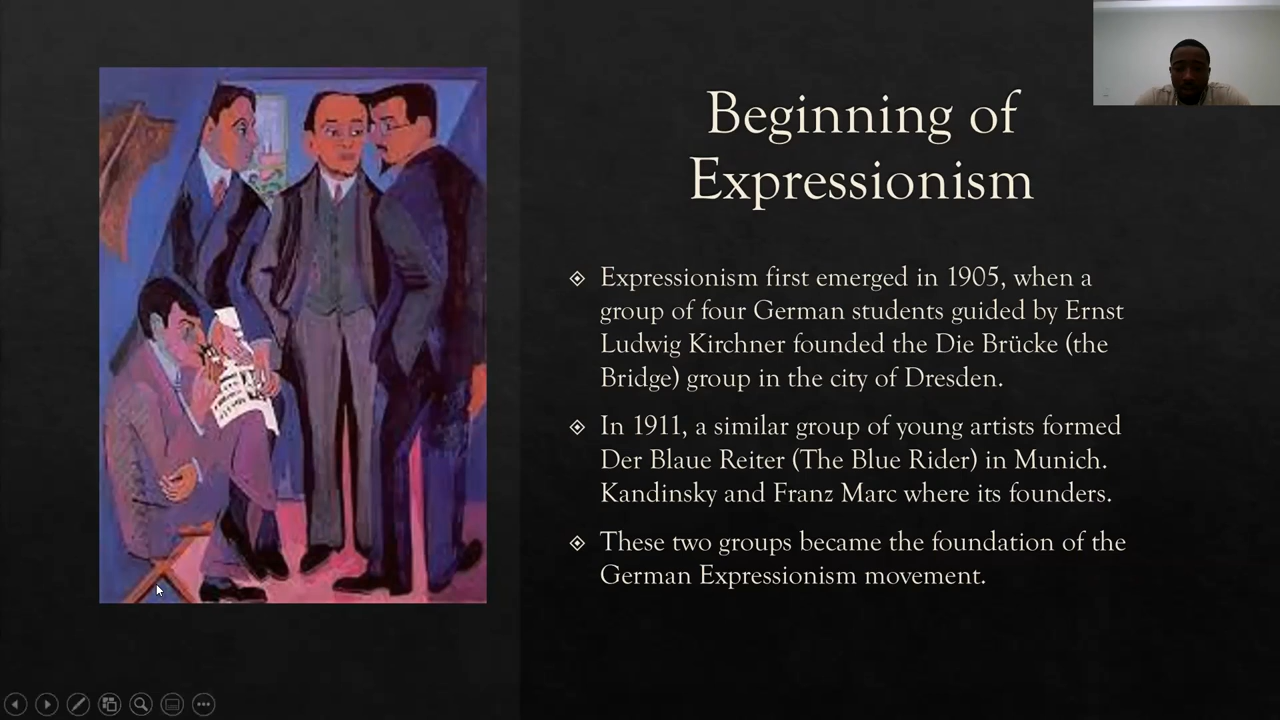 Beginning of
Expressionism
Expressionism first emerged in 1905, when a
group of four German students guided by Ernst
Ludwig Kirchner founded the Die Brücke (the
Bridge) group in the city of Dresden.
In 1911, a similar group of young artists formed
Der Blaue Reiter (The Blue Rider) in Munich.
Kandinsky and Franz Marc where its founders.
These two groups became the foundation of the
German Expressionism movement.